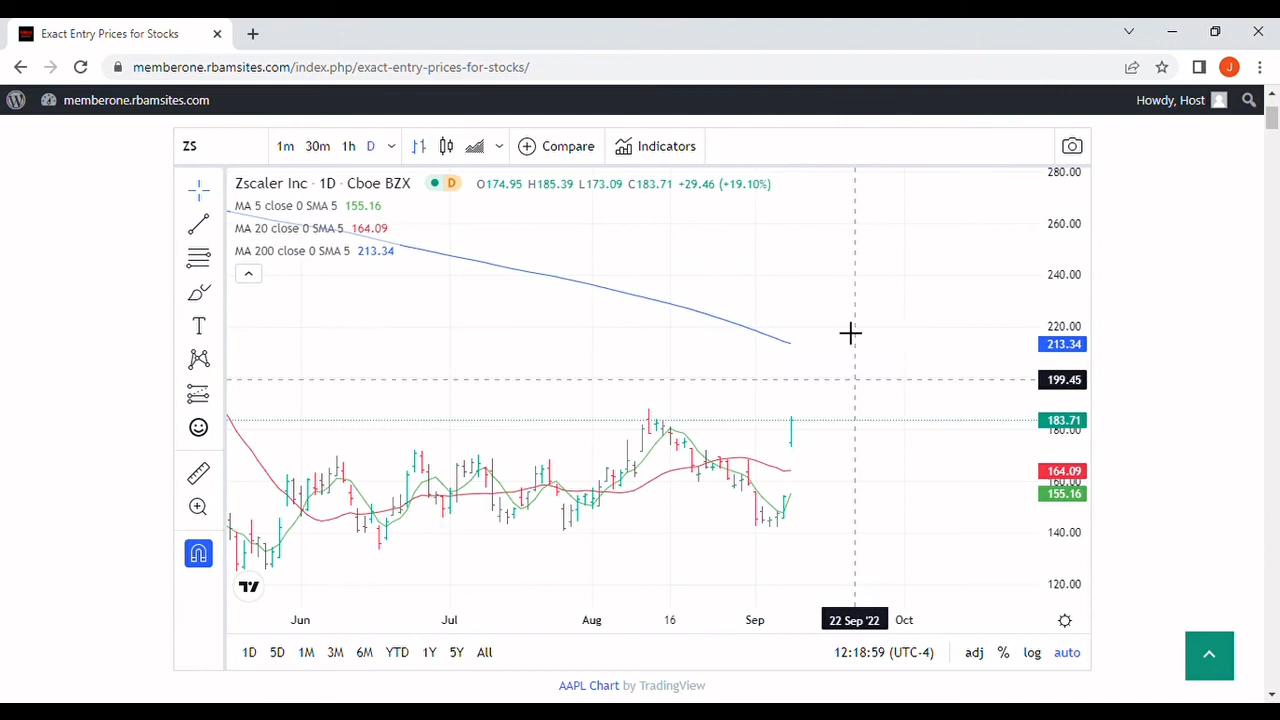 Exact Entry Prices for Stocks
memberone.rbamsites.com/index.php/exact-entry-prices-for-stocks/
J
memberone.rbamsites.com
Howdy, Host
ZS 1m 30m 1h D Compare Indicators
Zscaler Inc · 1D · Cboe BZX D O174.95 H185.39 L173.09 C183.71 +29.46 (+19.10%)
MA 5 close 0 SMA 5 155.16
MA 20 close 0 SMA 5 164.09
MA 200 close 0 SMA 5 213.34
280.00
260.00
240.00
220.00
213.34
199.45
183.71
180.00
164.09
160.00
155.16
140.00
120.00
T
Jun Jul Aug 16 Sep 22 Sep '22 Oct
1D 5D 1M 3M 6M YTD 1Y 5Y All 12:18:59 (UTC-4) adj % log auto
AAPL Chart by TradingView